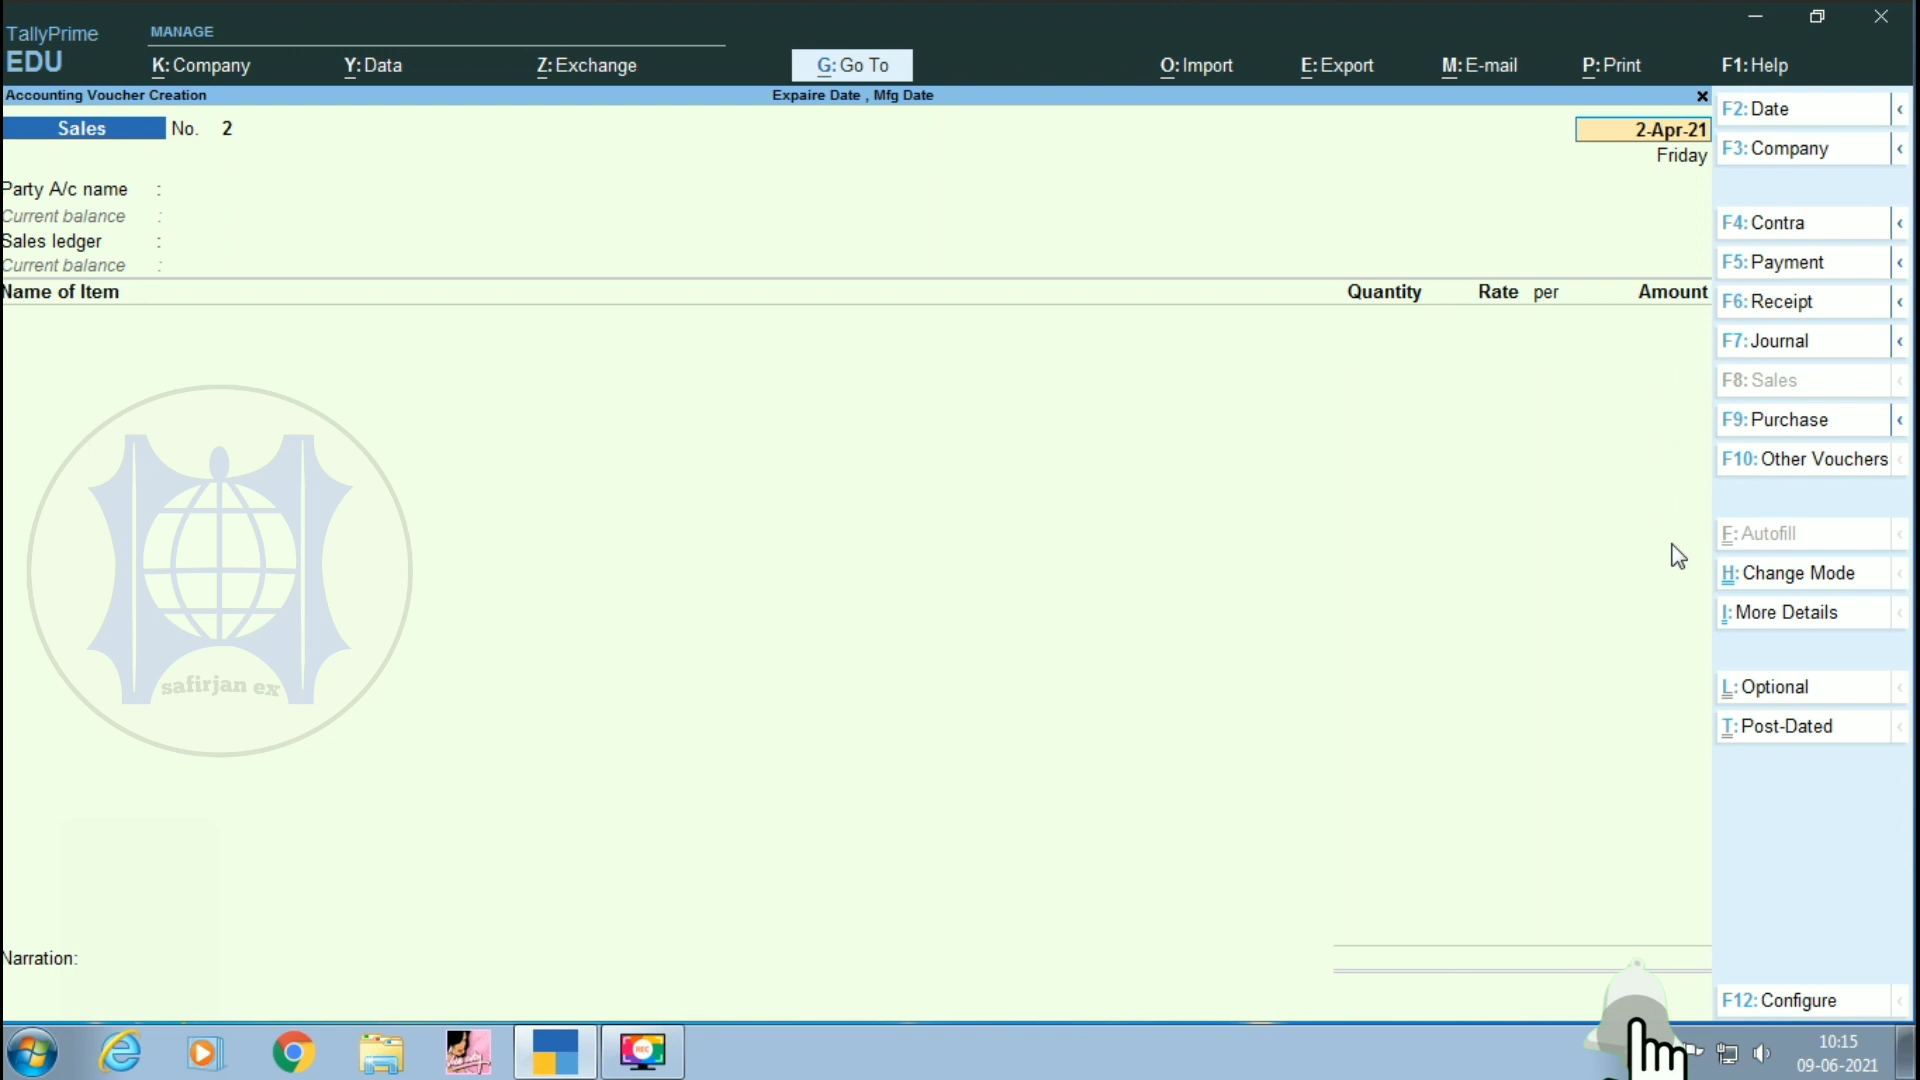 TallyPrime
EDU
MANAGE
K: Company
Y: Data
Z: Exchange
G: Go To
O: Import
E: Export
M: E-mail
P: Print
F1: Help
Accounting Voucher Creation
Expaire Date , Mfg Date
Sales No. 2
2-Apr-21
Friday
Party A/c name :
Current balance :
Sales ledger :
Current balance :
Name of Item Quantity Rate per Amount
safirjan ex
Narration:
F2: Date
F3: Company
F4: Contra
F5: Payment
F6: Receipt
F7: Journal
F8: Sales
F9: Purchase
F10: Other Vouchers
F: Autofill
H: Change Mode
I: More Details
L: Optional
T: Post-Dated
F12: Configure
REC
10:15
09-06-2021